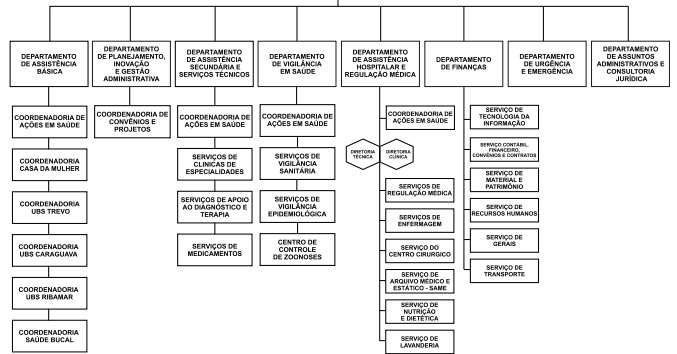 DEPARTAMENTO
DE ASSISTÊNCIA
BÁSICA
DEPARTAMENTO
DE PLANEJAMENTO,
INOVAÇÃO
E GESTÃO
ADMINISTRATIVA
DEPARTAMENTO
DE ASSISTÊNCIA
SECUNDÁRIA E
SERVIÇOS TÉCNICOS
DEPARTAMENTO
DE VIGILÂNCIA
EM SAÚDE
DEPARTAMENTO
DE ASSISTÊNCIA
HOSPITALAR E
REGULAÇÃO MÉDICA
DEPARTAMENTO
DE FINANÇAS
DEPARTAMENTO
DE URGÊNCIA
E EMERGÊNCIA
DEPARTAMENTO
DE ASSUNTOS
ADMINISTRATIVOS E
CONSULTORIA
JURÍDICA
COORDENADORIA DE
AÇÕES EM SAÚDE
COORDENADORIA
CASA DA MULHER
COORDENADORIA
UBS TREVO
COORDENADORIA
UBS CARAGUAVA
COORDENADORIA
UBS RIBAMAR
COORDENADORIA
SAÚDE BUCAL
COORDENADORIA DE
CONVÊNIOS E
PROJETOS
COORDENADORIA DE
AÇÕES EM SAÚDE
SERVIÇOS DE
CLINICAS DE
ESPECIALIDADES
SERVIÇOS DE APOIO
AO DIAGNÓSTICO E
TERAPIA
SERVIÇOS DE
MEDICAMENTOS
COORDENADORIA DE
AÇÕES EM SAÚDE
SERVIÇOS DE
VIGILÂNCIA
SANITÁRIA
SERVIÇOS DE
VIGILÂNCIA
EPIDEMIOLÓGICA
CENTRO DE
CONTROLE
DE ZOONOSES
COORDENADORIA DE
AÇÕES EM SAÚDE
DIRETORIA
TÉCNICA
DIRETORIA
CLÍNICA
SERVIÇOS DE
REGULAÇÃO MÉDICA
SERVIÇOS DE
ENFERMAGEM
SERVIÇO DO
CENTRO CIRURGICO
SERVIÇO DE
ARQUIVO MÉDICO E
ESTÁTICO - SAME
SERVIÇO DE
NUTRIÇÃO
E DIETÉTICA
SERVIÇO DE
LAVANDERIA
SERVIÇO DE
TECNOLOGIA DA
INFORMAÇÃO
SERVIÇO CONTÁBIL,
FINANCEIRO,
CONVÊNIOS E CONTRATOS
SERVIÇO DE
MATERIAL E
PATRIMÔNIO
SERVIÇO DE
RECURSOS HUMANOS
SERVIÇO DE
GERAIS
SERVIÇO DE
TRANSPORTE